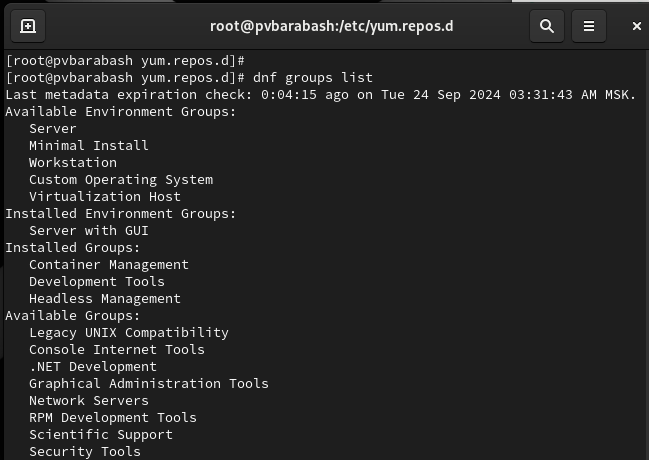 root@pvbarabash:/etc/yum.repos.d
[root@pvbarabash yum.repos.d]#
[root@pvbarabash yum.repos.d]# dnf groups list
Last metadata expiration check: 0:04:15 ago on Tue 24 Sep 2024 03:31:43 AM MSK.
Available Environment Groups:
   Server
   Minimal Install
   Workstation
   Custom Operating System
   Virtualization Host
Installed Environment Groups:
   Server with GUI
Installed Groups:
   Container Management
   Development Tools
   Headless Management
Available Groups:
   Legacy UNIX Compatibility
   Console Internet Tools
   .NET Development
   Graphical Administration Tools
   Network Servers
   RPM Development Tools
   Scientific Support
   Security Tools